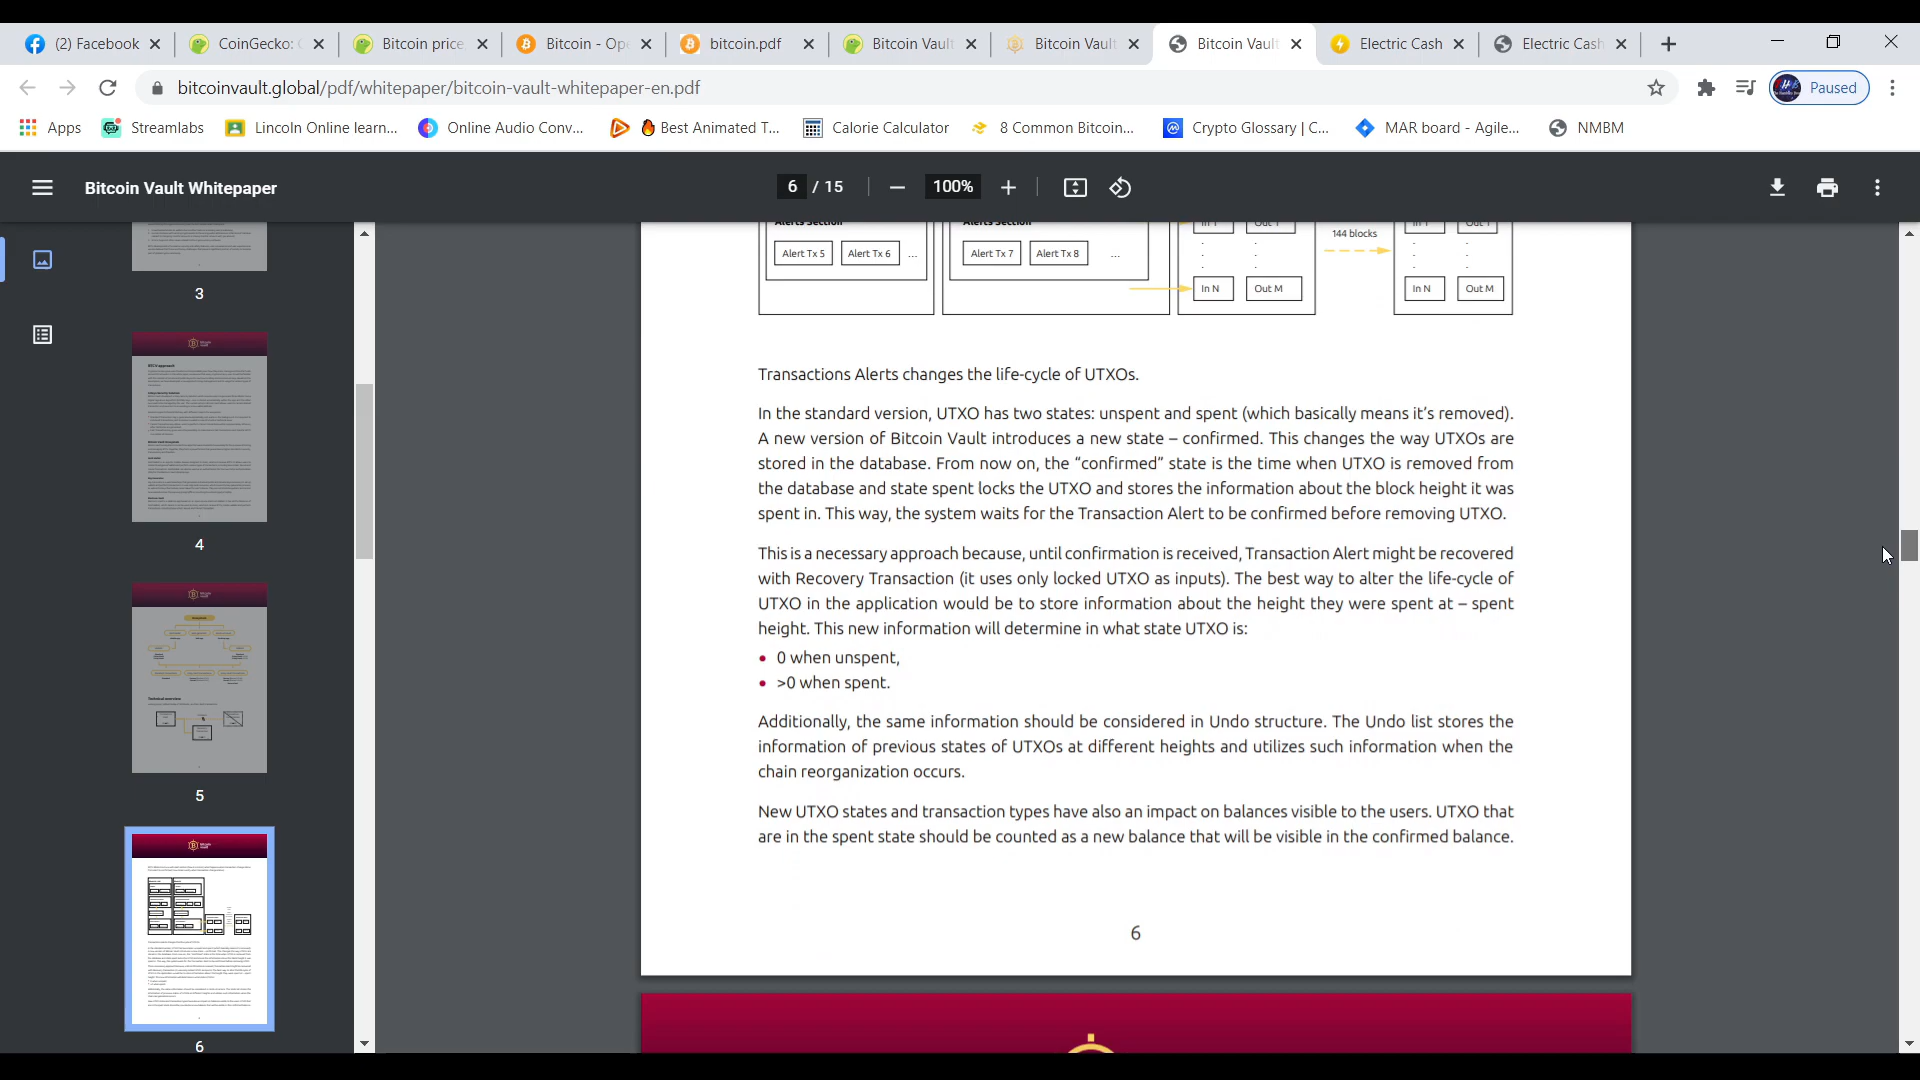 (2) Facebook
CoinGecko:
Bitcoin price
Bitcoin - Op
bitcoin.pdf
Bitcoin Vault
Bitcoin Vault
Bitcoin Vault
Electric Cash
Electric Cash
bitcoinvault.global/pdf/whitepaper/bitcoin-vault-whitepaper-en.pdf
Paused
Apps
Streamlabs
Lincoln Online learn...
Online Audio Conv...
Best Animated T...
Calorie Calculator
8 Common Bitcoin...
Crypto Glossary | C...
MAR board - Agile...
NMBM
Bitcoin Vault Whitepaper
6 / 15
100%
3
4
5
6
Alerts Section
Alerts Section
In 1
Out 1
144 blocks
In 1
Out 1
Alert Tx 5
Alert Tx 6
...
Alert Tx 7
Alert Tx 8
...
In N
Out M
In N
Out M
Transactions Alerts changes the life-cycle of UTXOs.
In the standard version, UTXO has two states: unspent and spent (which basically means it's removed).
A new version of Bitcoin Vault introduces a new state – confirmed. This changes the way UTXOs are
stored in the database. From now on, the “confirmed” state is the time when UTXO is removed from
the database and state spent locks the UTXO and stores the information about the block height it was
spent in. This way, the system waits for the Transaction Alert to be confirmed before removing UTXO.
This is a necessary approach because, until confirmation is received, Transaction Alert might be recovered
with Recovery Transaction (it uses only locked UTXO as inputs). The best way to alter the life-cycle of
UTXO in the application would be to store information about the height they were spent at – spent
height. This new information will determine in what state UTXO is:
• 0 when unspent,
• >0 when spent.
Additionally, the same information should be considered in Undo structure. The Undo list stores the
information of previous states of UTXOs at different heights and utilizes such information when the
chain reorganization occurs.
New UTXO states and transaction types have also an impact on balances visible to the users. UTXO that
are in the spent state should be counted as a new balance that will be visible in the confirmed balance.
6